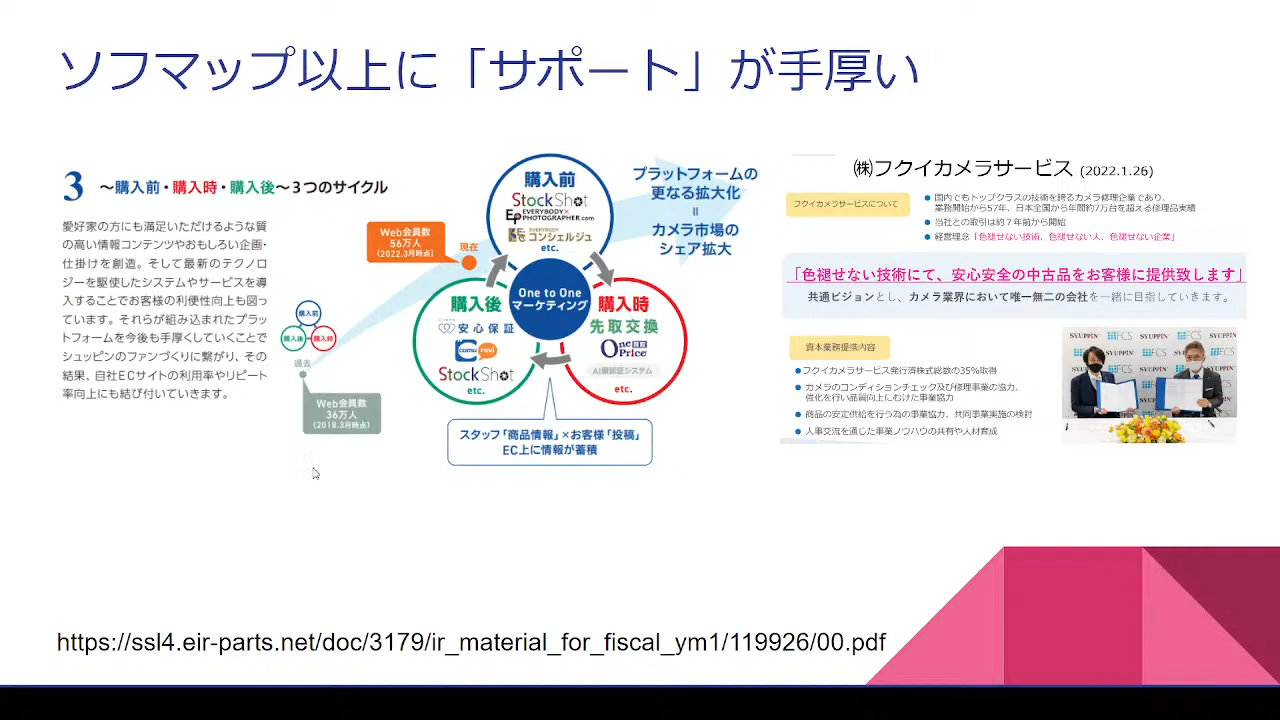 ソフマップ以上に「サポート」が手厚い
3 ～購入前・購入時・購入後～３つのサイクル
愛好家の方にも満足いただけるような質
の高い情報コンテンツやおもしろい企画・
仕掛けを創造。そして最新のテクノロ
ジーを駆使したシステムやサービスを導
入することでお客様の利便性向上も図っ
ています。それらが組み込まれたプラッ
トフォームを今後も手厚くしていくことで
シュッピンのファンづくりに繋がり、その
結果、自社ECサイトの利用率やリピート
率向上にも結び付いていきます。
購入前
購入後
購入時
過去
Web会員数
36万人
(2018.3月時点)
Web会員数
56万人
(2022.3月時点)
現在
購入前
StockShot
EP EVERYBODY×
PHOTOGRAPHER.com
EVERYBODY
コンシェルジュ
etc.
One to One
マーケティング
購入後
安心保証
comu revi
StockShot
etc.
購入時
先取交換
One Price
AI顔認証システム
etc.
スタッフ「商品情報」×お客様「投稿」
EC上に情報が蓄積
プラットフォームの
更なる拡大化
＝
カメラ市場の
シェア拡大
㈱フクイカメラサービス (2022.1.26)
フクイカメラサービスについて
● 国内でもトップクラスの技術を誇るカメラ修理企業であり、
業務開始から57年、日本全国から年間約7万台を超える修理品実績
● 当社との取引は約７年前から開始
● 経営理念「色褪せない技術、色褪せない人、色褪せない企業」
「色褪せない技術にて、安心安全の中古品をお客様に提供致します」
共通ビジョンとし、カメラ業界において唯一無二の会社を一緒に目指していきます。
資本業務提携内容
● フクイカメラサービス発行済株式総数の35%取得
● カメラのコンディションチェック及び修理事業の協力、
強化を行い品質向上にむけた事業協力
● 商品の安定供給を行う為の事業協力、共同事業実施の検討
● 人事交流を通じた事業ノウハウの共有や人材育成
SYUPPIN FCS SYUPPIN FCS SYUPPIN
https://ssl4.eir-parts.net/doc/3179/ir_material_for_fiscal_ym1/119926/00.pdf